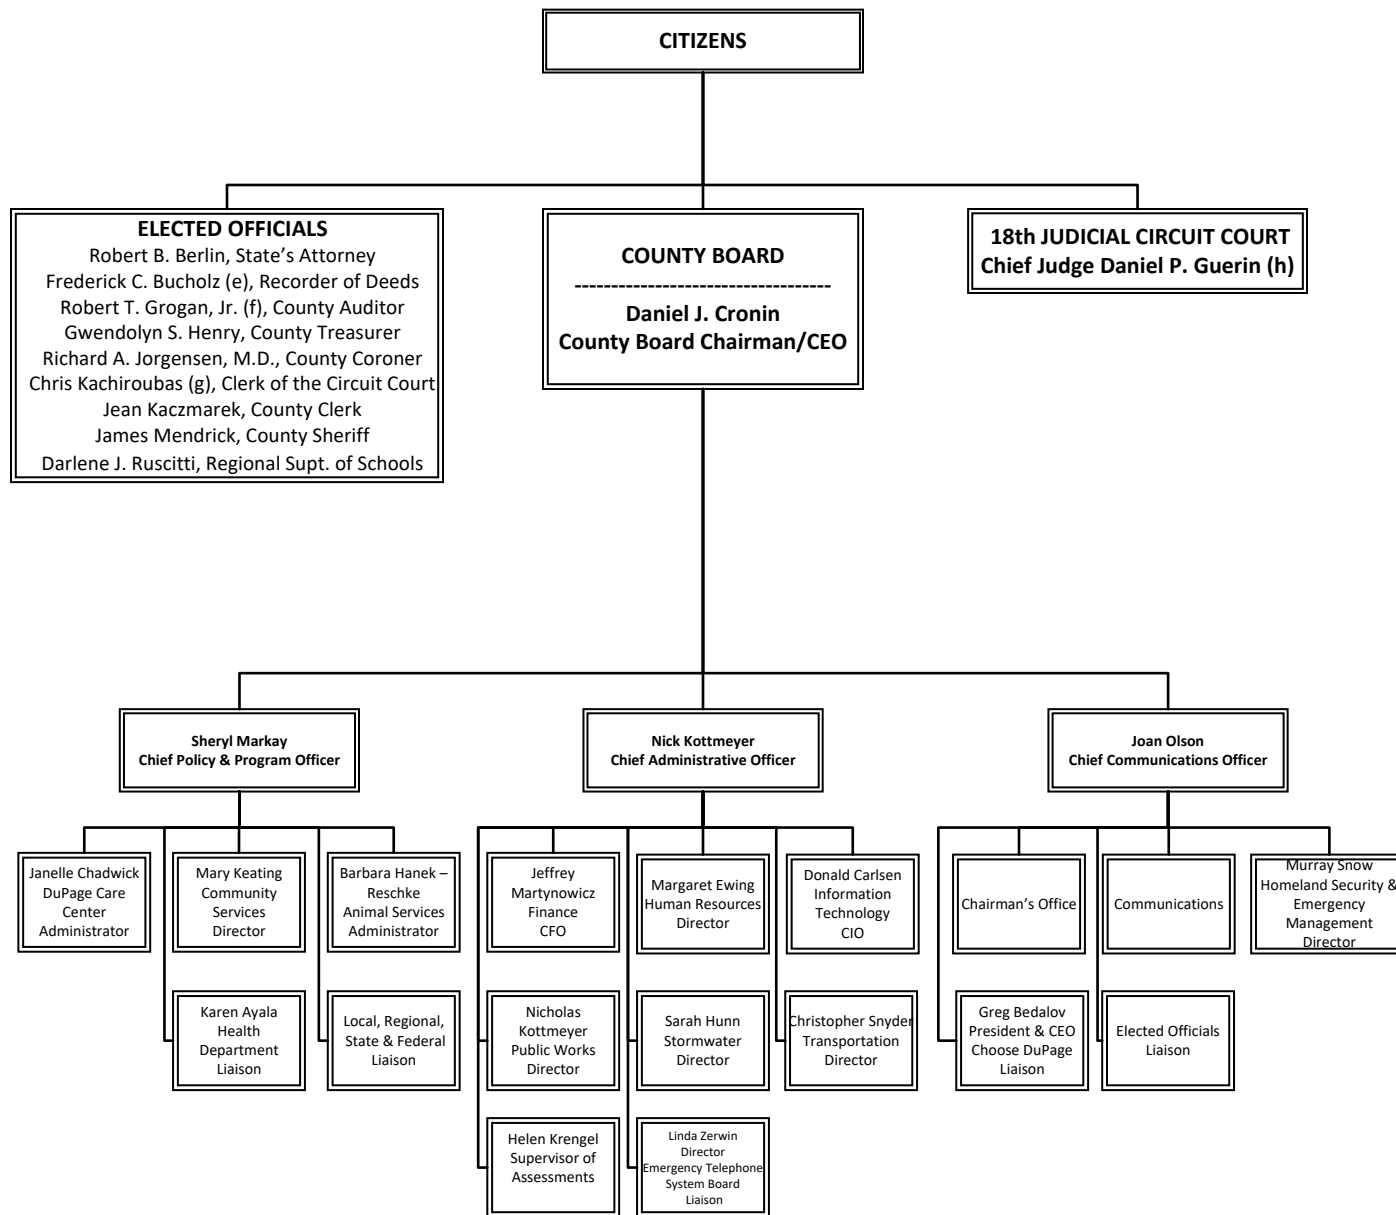 CITIZENS
ELECTED OFFICIALS
Robert B. Berlin, State’s Attorney
Frederick C. Bucholz (e), Recorder of Deeds
Robert T. Grogan, Jr. (f), County Auditor
Gwendolyn S. Henry, County Treasurer
Richard A. Jorgensen, M.D., County Coroner
Chris Kachiroubas (g), Clerk of the Circuit Court
Jean Kaczmarek, County Clerk
James Mendrick, County Sheriff
Darlene J. Ruscitti, Regional Supt. of Schools
COUNTY BOARD
-----------------------------------
Daniel J. Cronin
County Board Chairman/CEO
18th JUDICIAL CIRCUIT COURT
Chief Judge Daniel P. Guerin (h)
Sheryl Markay
Chief Policy & Program Officer
Nick Kottmeyer
Chief Administrative Officer
Joan Olson
Chief Communications Officer
Janelle Chadwick
DuPage Care
Center
Administrator
Mary Keating
Community
Services
Director
Barbara Hanek –
Reschke
Animal Services
Administrator
Jeffrey
Martynowicz
Finance
CFO
Margaret Ewing
Human Resources
Director
Donald Carlsen
Information
Technology
CIO
Chairman’s Office
Communications
Murray Snow
Homeland Security &
Emergency
Management
Director
Karen Ayala
Health
Department
Liaison
Local, Regional,
State & Federal
Liaison
Nicholas
Kottmeyer
Public Works
Director
Sarah Hunn
Stormwater
Director
Christopher Snyder
Transportation
Director
Greg Bedalov
President & CEO
Choose DuPage
Liaison
Elected Officials
Liaison
Helen Krengel
Supervisor of
Assessments
Linda Zerwin
Director
Emergency Telephone
System Board
Liaison